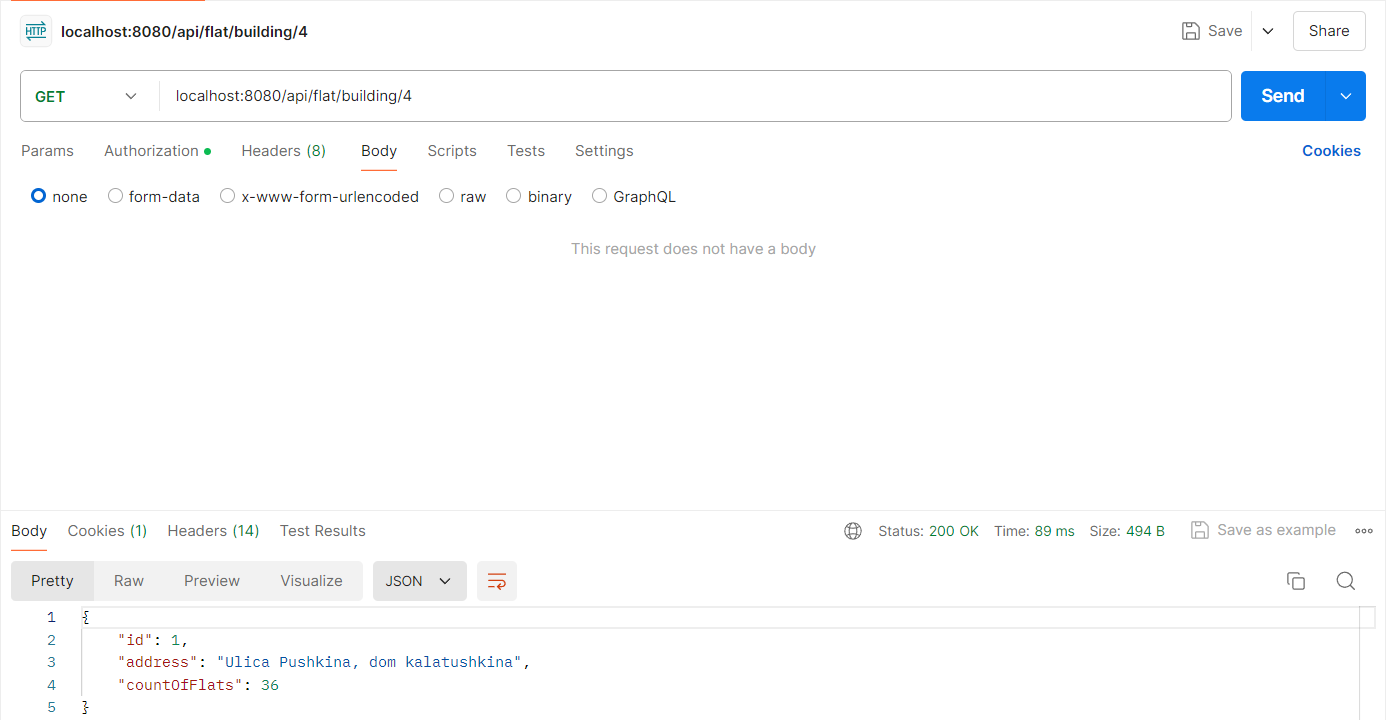 HTTP localhost:8080/api/flat/building/4 Save Share
GET localhost:8080/api/flat/building/4 Send
Params Authorization Headers (8) Body Scripts Tests Settings Cookies
none form-data x-www-form-urlencoded raw binary GraphQL
This request does not have a body
Body Cookies (1) Headers (14) Test Results Status: 200 OK Time: 89 ms Size: 494 B Save as example
Pretty Raw Preview Visualize JSON
1 {
2 "id": 1,
3 "address": "Ulica Pushkina, dom kalatushkina",
4 "countOfFlats": 36
5 }